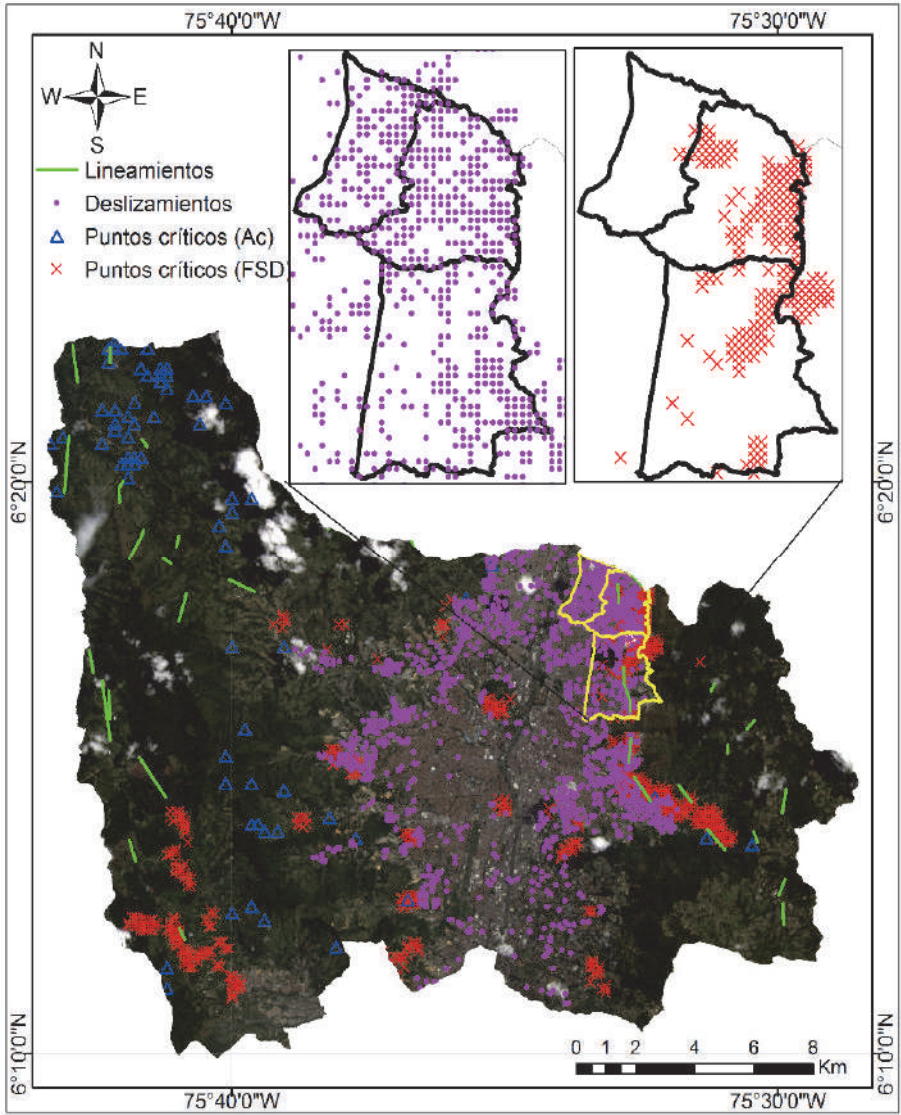 75°40'0"W 75°30'0"W
N
W E
S
Lineamientos
Deslizamientos
Puntos críticos (Ac)
Puntos críticos (FSD)
6°20'0"N 6°20'0"N
6°10'0"N 6°10'0"N
0 1 2 4 6 8
Km
75°40'0"W 75°30'0"W